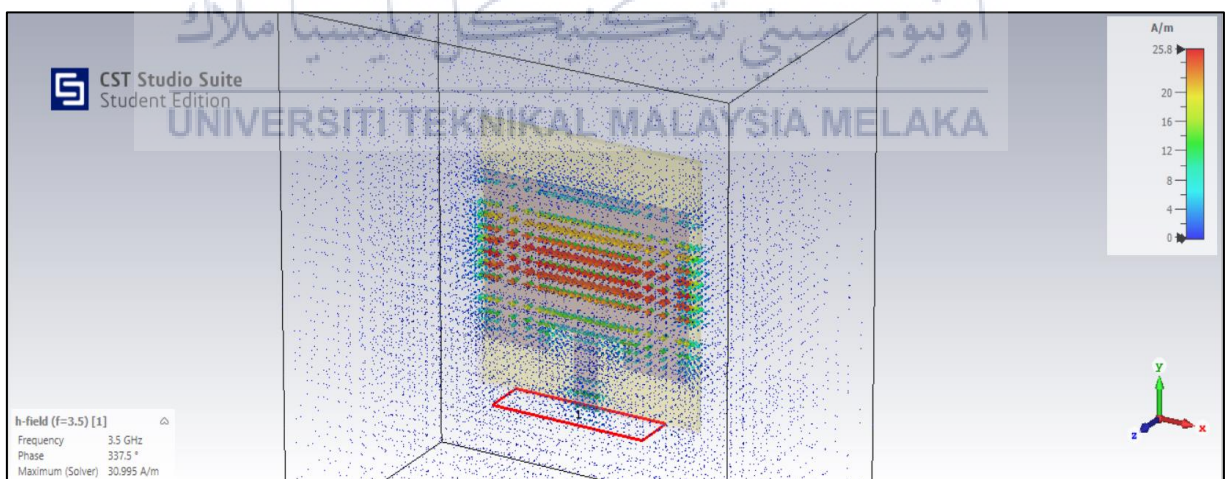 اونيۏرسيتي تيكنيكل مليسيا ملاك
CST Studio Suite
Student Edition
UNIVERSITI TEKNIKAL MALAYSIA MELAKA
A/m
25.8
20
16
12
8
4
0
1
y
z
x
h-field (f=3.5) [1]
Frequency 3.5 GHz
Phase 337.5 °
Maximum (Solver) 30.995 A/m